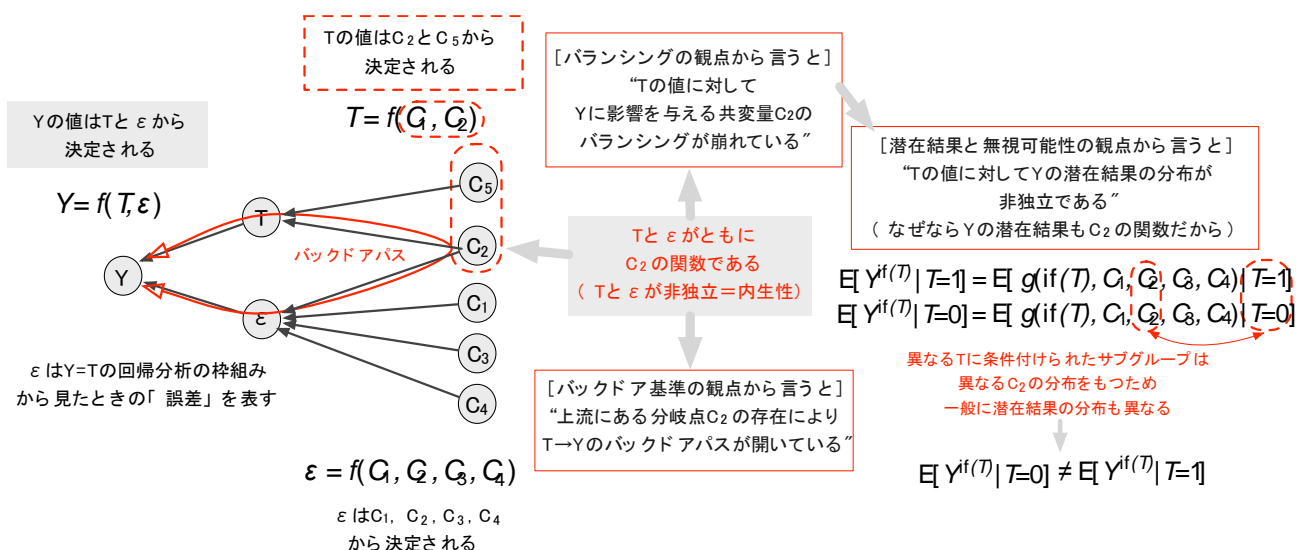 Tの値はC₂とC₅から
決定される
T= f(C₁, C₂)
Yの値はTと εから
決定される
Y= f(T, ε)
C₅
T
C₂
バックドアパス
Y
C₁
ε
C₃
C₄
εはY=Tの回帰分析の枠組み
から見たときの「誤差」を表す
ε = f(C₁, C₂, C₃, C₄)
εはC₁, C₂, C₃, C₄
から決定される
[バランシングの観点から言うと]
“Tの値に対して
Yに影響を与える共変量C₂の
バランシングが崩れている”
Tとεがともに
C₂の関数である
( Tとεが非独立＝内生性)
[バックドア基準の観点から言うと]
“上流にある分岐点C₂の存在により
T→Yのバックドアパスが開いている”
[潜在結果と無視可能性の観点から言うと]
“Tの値に対してYの潜在結果の分布が
非独立である”
( なぜならYの潜在結果もC₂の関数だから)
E[ Y^if(T) | T=1] = E[ g(if(T), C₁, C₂, C₃, C₄) | T=1]
E[ Y^if(T) | T=0] = E[ g(if(T), C₁, C₂, C₃, C₄) | T=0]
異なるTに条件付けられたサブグループは
異なるC₂の分布をもつため
一般に潜在結果の分布も異なる
E[ Y^if(T) | T=0] ≠ E[ Y^if(T) | T=1]